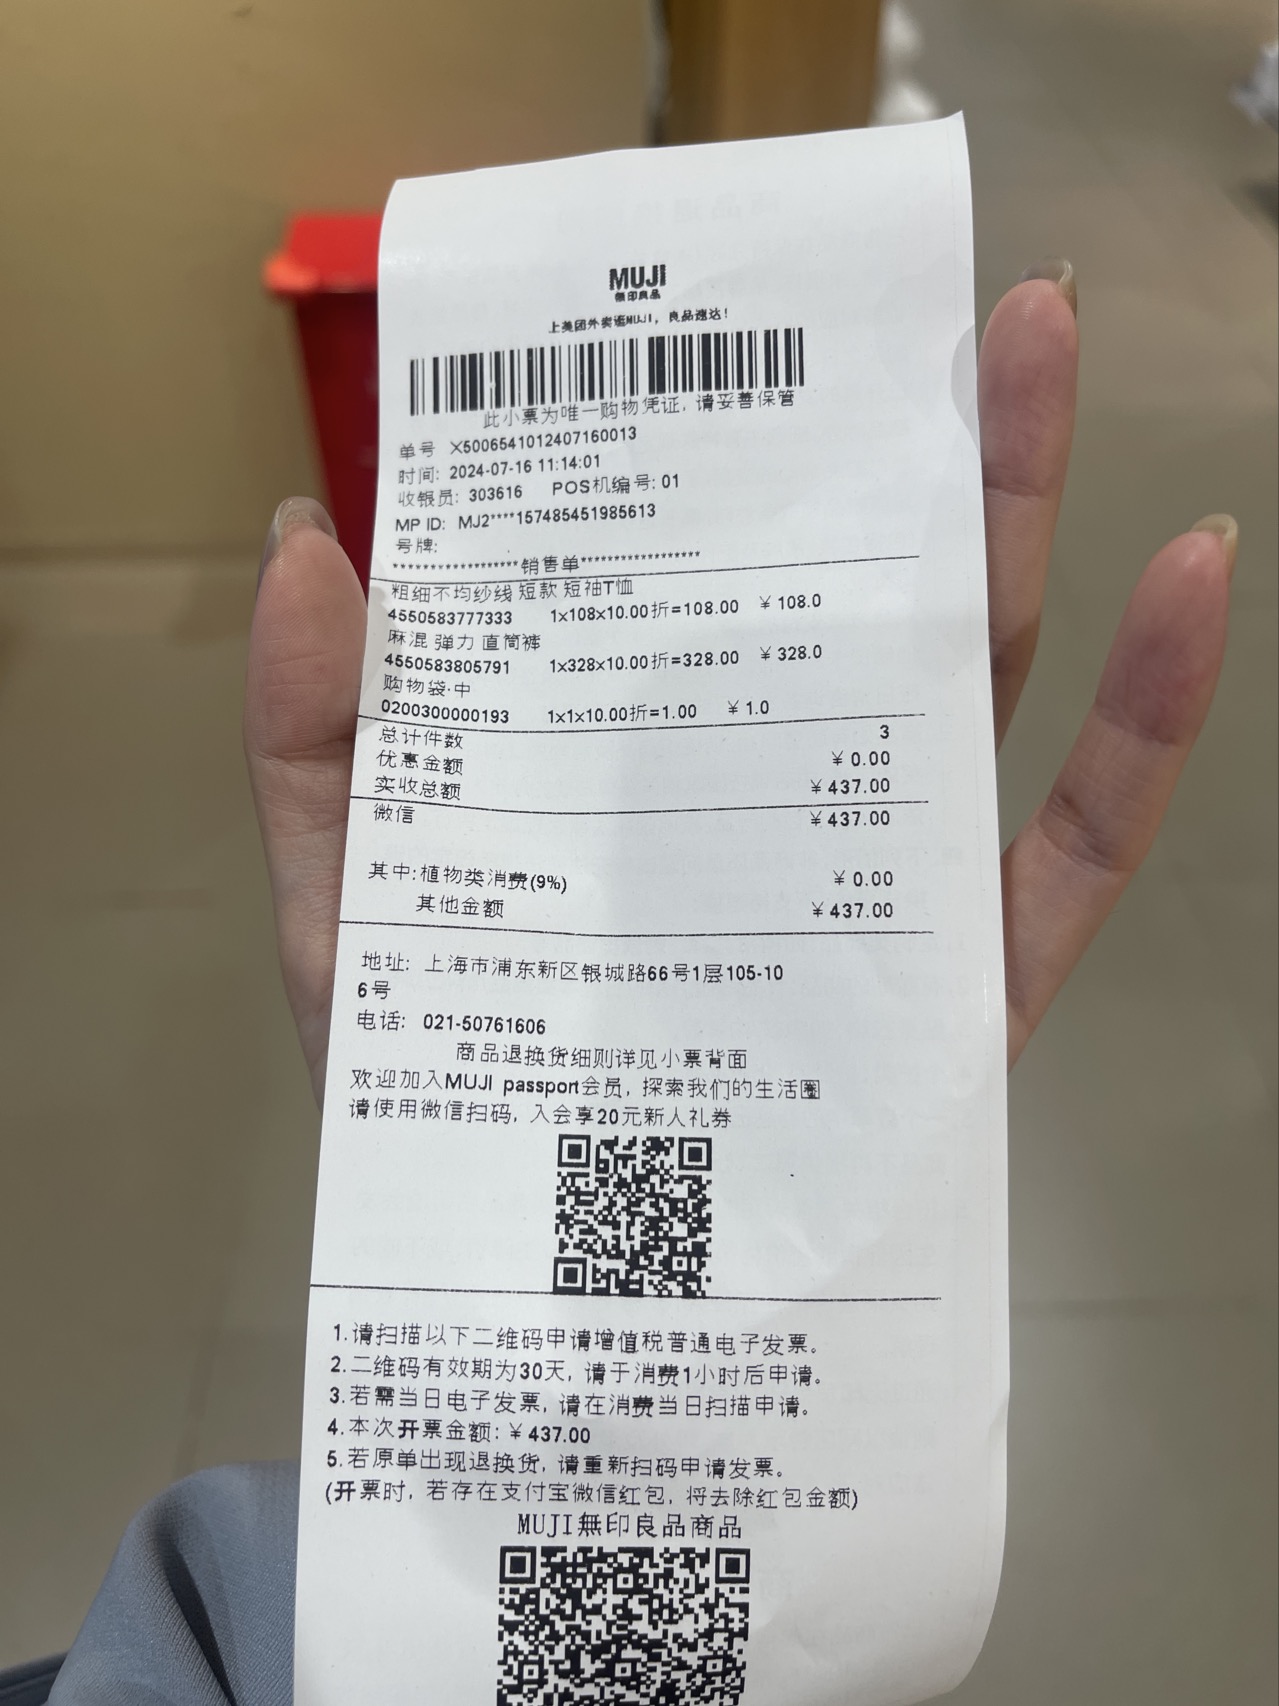 MUJI
無印良品
上美团外卖逛MUJI，良品速达！
此小票为唯一购物凭证, 请妥善保管
单号 X5006541012407160013
时间: 2024-07-16 11:14:01
收银员: 303616 POS机编号: 01
MP ID: MJ2****157485451985613
号牌:
******************销售单******************
粗细不均纱线 短款 短袖T恤
4550583777333 1x108x10.00折=108.00 ￥108.0
麻混 弹力 直筒裤
4550583805791 1x328x10.00折=328.00 ￥328.0
购物袋·中
0200300000193 1x1x10.00折=1.00 ￥1.0
总计件数 3
优惠金额 ￥0.00
实收总额 ￥437.00
微信 ￥437.00
其中:植物类消费(9%) ￥0.00
其他金额 ￥437.00
地址: 上海市浦东新区银城路66号1层105-10
6号
电话: 021-50761606
商品退换货细则详见小票背面
欢迎加入MUJI passport会员, 探索我们的生活圈
请使用微信扫码, 入会享20元新人礼券
1.请扫描以下二维码申请增值税普通电子发票。
2.二维码有效期为30天, 请于消费1小时后申请。
3.若需当日电子发票, 请在消费当日扫描申请。
4.本次开票金额: ￥437.00
5.若原单出现退换货, 请重新扫码申请发票。
(开票时, 若存在支付宝微信红包, 将去除红包金额)
MUJI無印良品商品